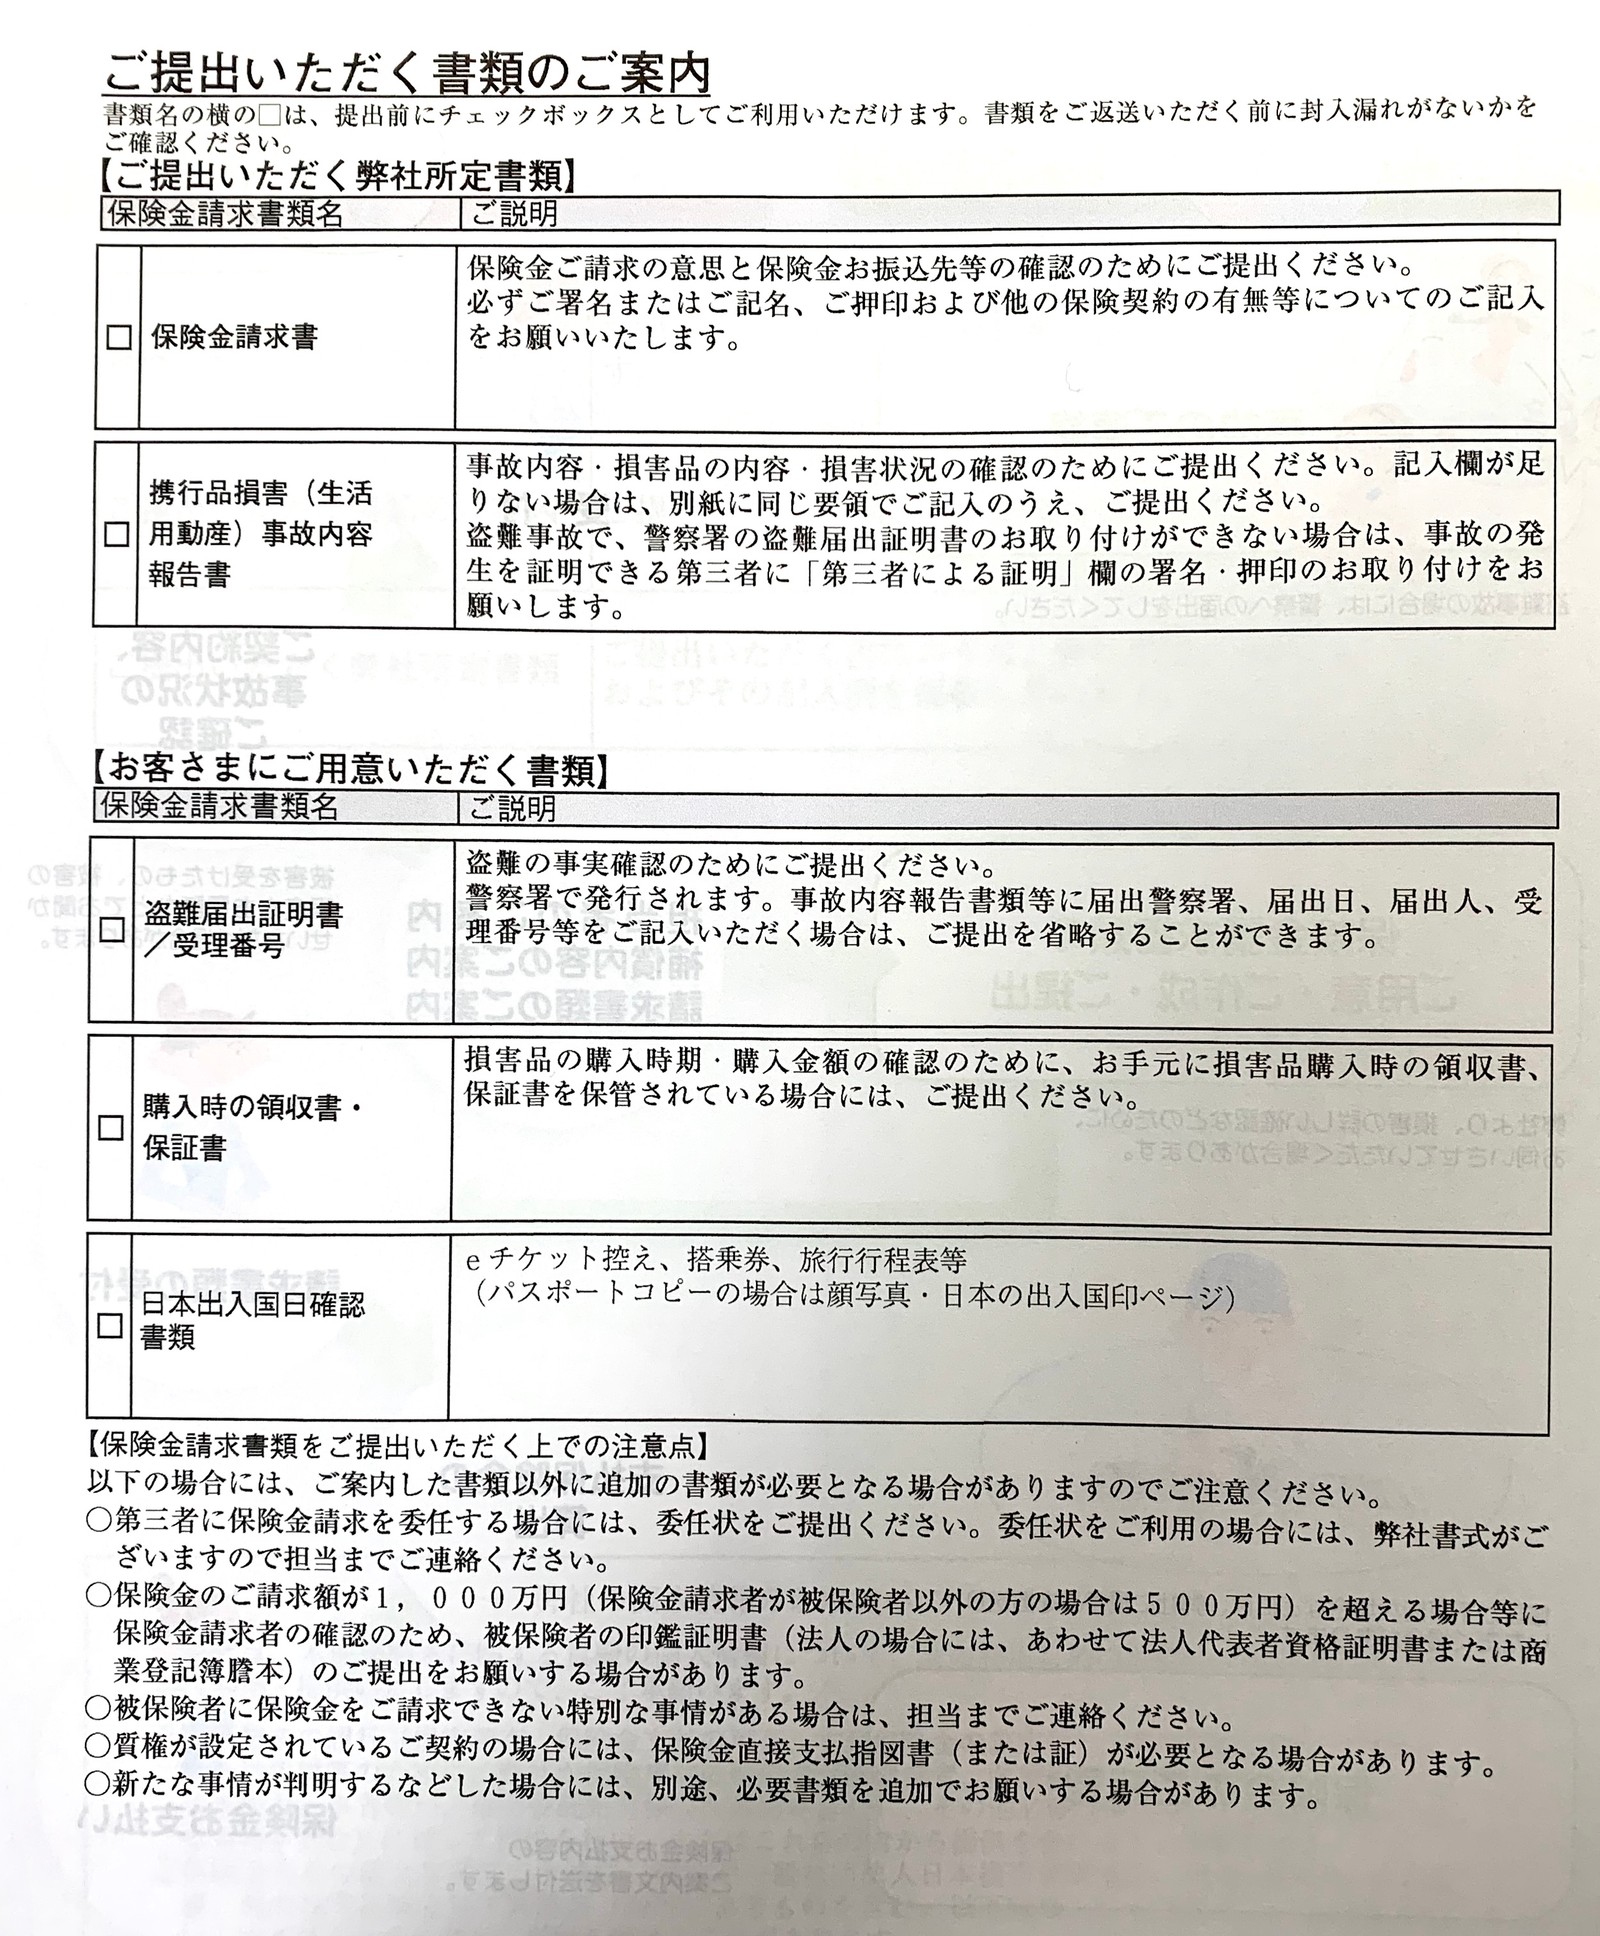 ご提出いただく書類のご案内
書類名の横の□は、提出前にチェックボックスとしてご利用いただけます。書類をご返送いただく前に封入漏れがないかを
ご確認ください。
【ご提出いただく弊社所定書類】
保険金請求書類名 ご説明
□ 保険金請求書
保険金ご請求の意思と保険金お振込先等の確認のためにご提出ください。
必ずご署名またはご記名、ご押印および他の保険契約の有無等についてのご記入
をお願いいたします。
□ 携行品損害（生活
用動産）事故内容
報告書
事故内容・損害品の内容・損害状況の確認のためにご提出ください。記入欄が足
りない場合は、別紙に同じ要領でご記入のうえ、ご提出ください。
盗難事故で、警察署の盗難届出証明書のお取り付けができない場合は、事故の発
生を証明できる第三者に「第三者による証明」欄の署名・押印のお取り付けをお
願いします。
【お客さまにご用意いただく書類】
保険金請求書類名 ご説明
□ 盗難届出証明書
／受理番号
盗難の事実確認のためにご提出ください。
警察署で発行されます。事故内容報告書類等に届出警察署、届出日、届出人、受
理番号等をご記入いただく場合は、ご提出を省略することができます。
□ 購入時の領収書・
保証書
損害品の購入時期・購入金額の確認のために、お手元に損害品購入時の領収書、
保証書を保管されている場合には、ご提出ください。
□ 日本出入国日確認
書類
ｅチケット控え、搭乗券、旅行行程表等
（パスポートコピーの場合は顔写真・日本の出入国印ページ）
【保険金請求書類をご提出いただく上での注意点】
以下の場合には、ご案内した書類以外に追加の書類が必要となる場合がありますのでご注意ください。
○第三者に保険金請求を委任する場合には、委任状をご提出ください。委任状をご利用の場合には、弊社書式がご
ざいますので担当までご連絡ください。
○保険金のご請求額が１，０００万円（保険金請求者が被保険者以外の方の場合は５００万円）を超える場合等に
保険金請求者の確認のため、被保険者の印鑑証明書（法人の場合には、あわせて法人代表者資格証明書または商
業登記簿謄本）のご提出をお願いする場合があります。
○被保険者に保険金をご請求できない特別な事情がある場合は、担当までご連絡ください。
○質権が設定されているご契約の場合には、保険金直接支払指図書（または証）が必要となる場合があります。
○新たな事情が判明するなどした場合には、別途、必要書類を追加でお願いする場合があります。